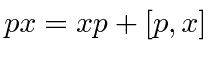 px = xp + [p, x]